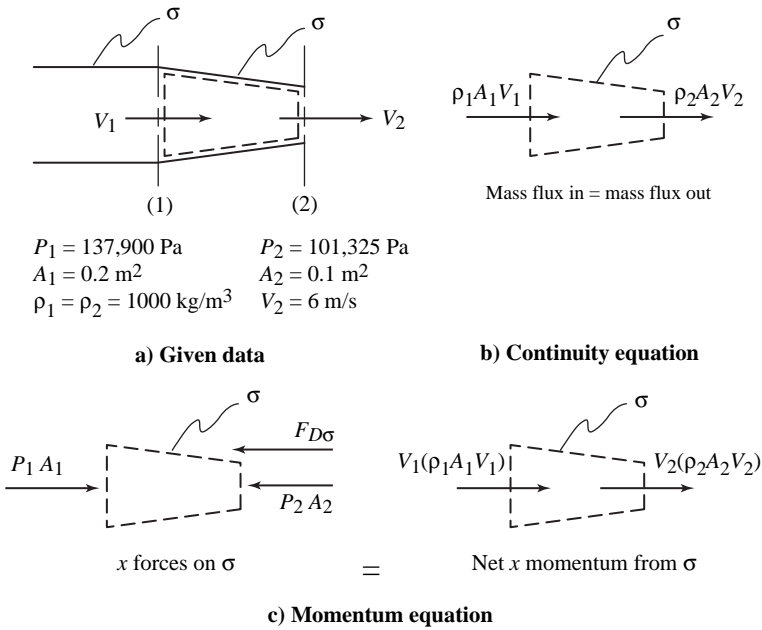 σ
σ
V₁
V₂
(1)
(2)
P₁ = 137,900 Pa
P₂ = 101,325 Pa
A₁ = 0.2 m²
A₂ = 0.1 m²
ρ₁ = ρ₂ = 1000 kg/m³
V₂ = 6 m/s
a) Given data
σ
ρ₁A₁V₁
ρ₂A₂V₂
Mass flux in = mass flux out
b) Continuity equation
σ
P₁ A₁
F_Dσ
P₂ A₂
x forces on σ
=
σ
V₁(ρ₁A₁V₁)
V₂(ρ₂A₂V₂)
Net x momentum from σ
c) Momentum equation